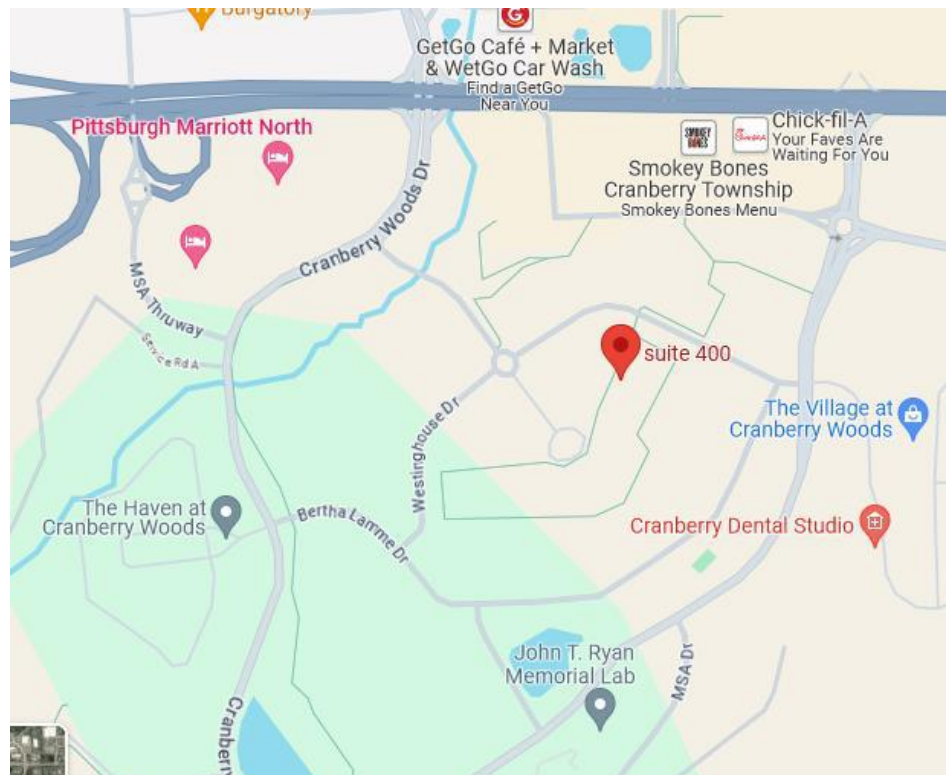 Burgatory
GetGo Café + Market
& WetGo Car Wash
Find a GetGo
Near You
Pittsburgh Marriott North
SMOKEY
BONES
Chick-fil-A
Your Faves Are
Waiting For You
Smokey Bones
Cranberry Township
Smokey Bones Menu
Cranberry Woods Dr
MSA Thruway
Service Rd A
suite 400
Westinghouse Dr
The Village at
Cranberry Woods
The Haven at
Cranberry Woods
Bertha Lamme Dr
Cranberry Dental Studio
John T. Ryan
Memorial Lab
MSA Dr
Cranberry